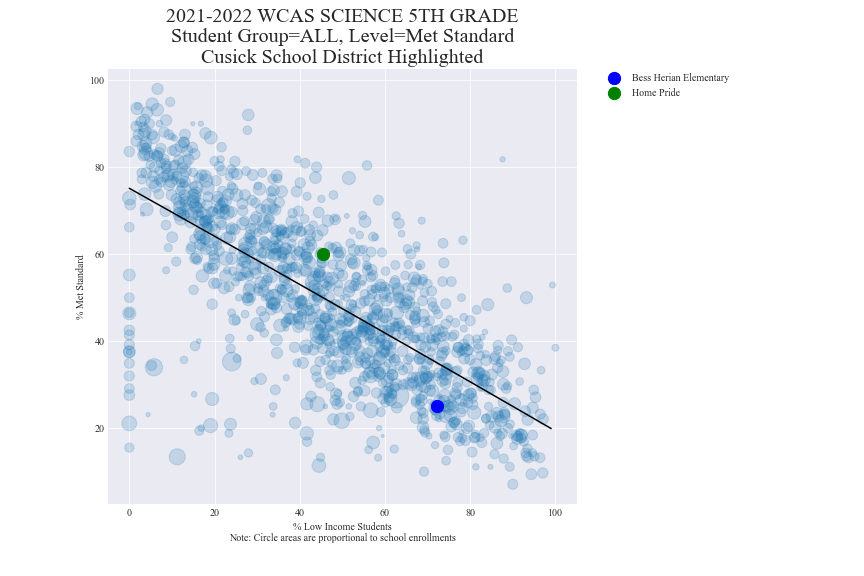 2021-2022 WCAS SCIENCE 5TH GRADE
Student Group=ALL, Level=Met Standard
Cusick School District Highlighted
Bess Herian Elementary
Home Pride
% Met Standard
100
80
60
40
20
0 20 40 60 80 100
% Low Income Students
Note: Circle areas are proportional to school enrollments